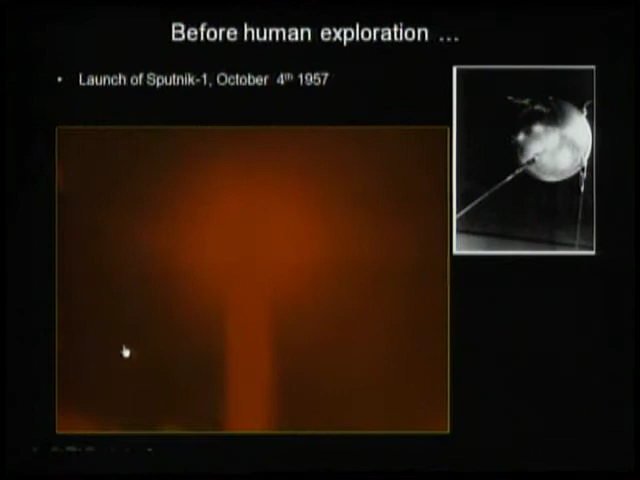 Before human exploration ...
• Launch of Sputnik-1, October 4th 1957